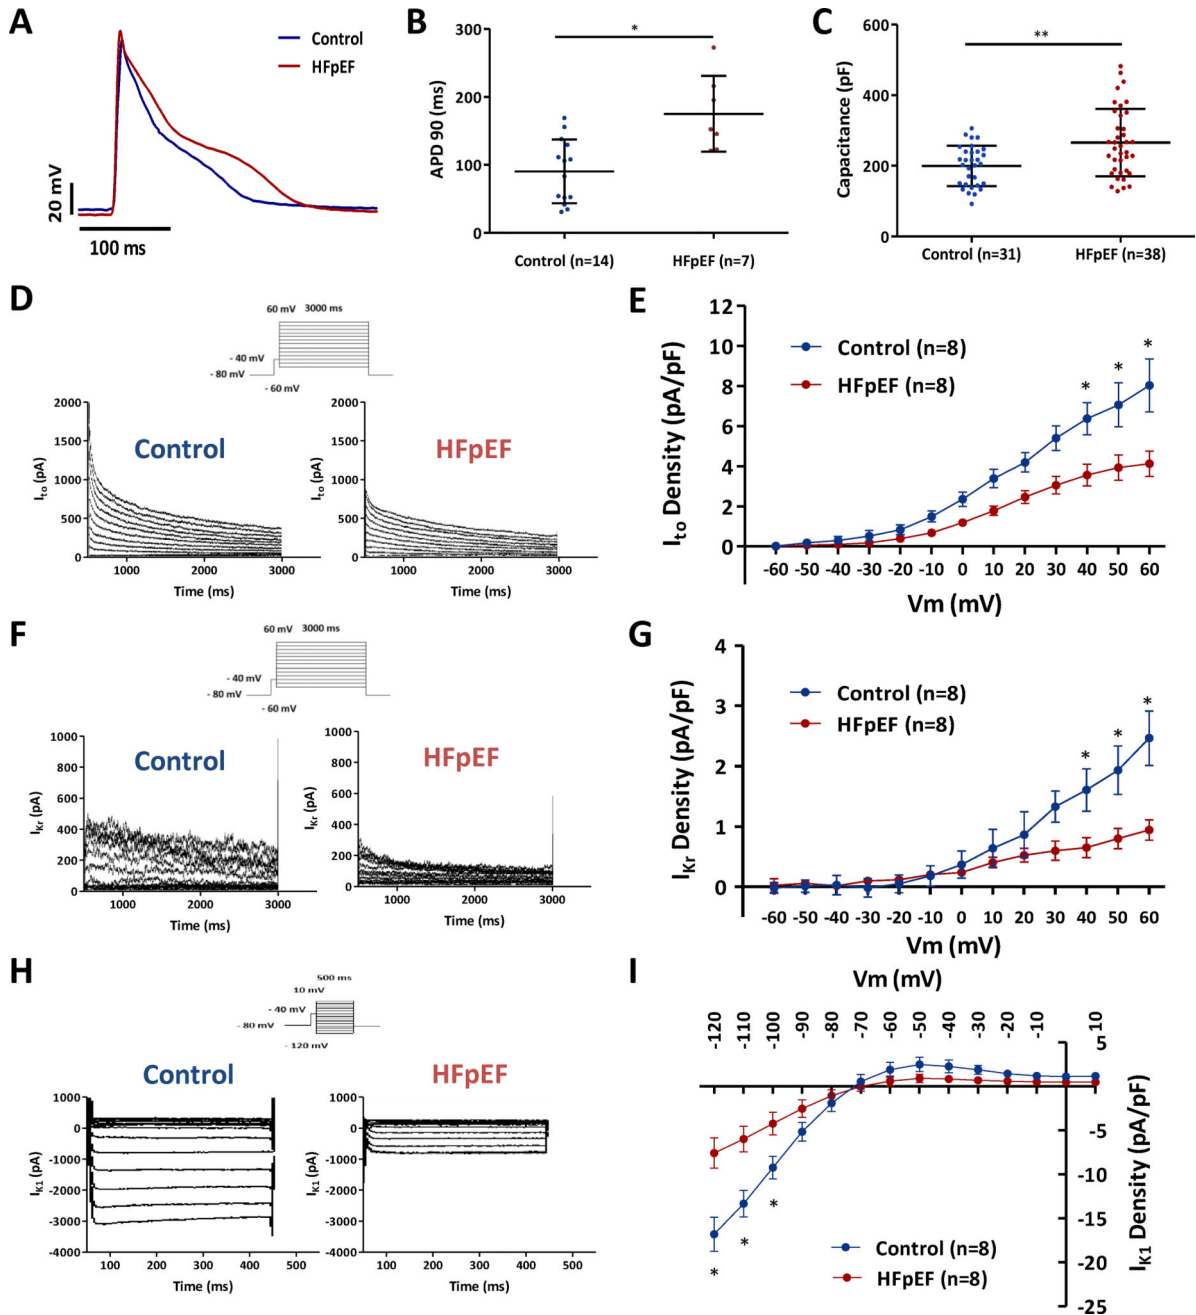 A
Control
HFpEF
20 mV
100 ms
B
*
APD 90 (ms)
300
200
100
0
Control (n=14)
HFpEF (n=7)
C
**
Capacitance (pF)
600
400
200
0
Control (n=31)
HFpEF (n=38)
D
60 mV 3000 ms
- 40 mV
- 80 mV
- 60 mV
Control
Ito (pA)
2000
1500
1000
500
0
1000 2000 3000
Time (ms)
HFpEF
Ito (pA)
2000
1500
1000
500
0
1000 2000 3000
Time (ms)
E
Control (n=8)
HFpEF (n=8)
* * *
Ito Density (pA/pF)
12
10
8
6
4
2
0
-60 -50 -40 -30 -20 -10 0 10 20 30 40 50 60
Vm (mV)
F
60 mV 3000 ms
- 40 mV
- 80 mV
- 60 mV
Control
IKr (pA)
1000
800
600
400
200
0
1000 2000 3000
Time (ms)
HFpEF
IKr (pA)
1000
800
600
400
200
0
1000 2000 3000
Time (ms)
G
Control (n=8)
HFpEF (n=8)
* * *
IKr Density (pA/pF)
4
3
2
1
0
-60 -50 -40 -30 -20 -10 0 10 20 30 40 50 60
Vm (mV)
H
500 ms
10 mV
- 40 mV
- 80 mV
- 120 mV
Control
IK1 (pA)
1000
0
-1000
-2000
-3000
-4000
100 200 300 400 500
Time (ms)
HFpEF
IK1 (pA)
1000
0
-1000
-2000
-3000
-4000
100 200 300 400 500
Time (ms)
I
Vm (mV)
-120 -110 -100 -90 -80 -70 -60 -50 -40 -30 -20 -10 10
5
-5
-10
-15
-20
-25
IK1 Density (pA/pF)
* * *
Control (n=8)
HFpEF (n=8)